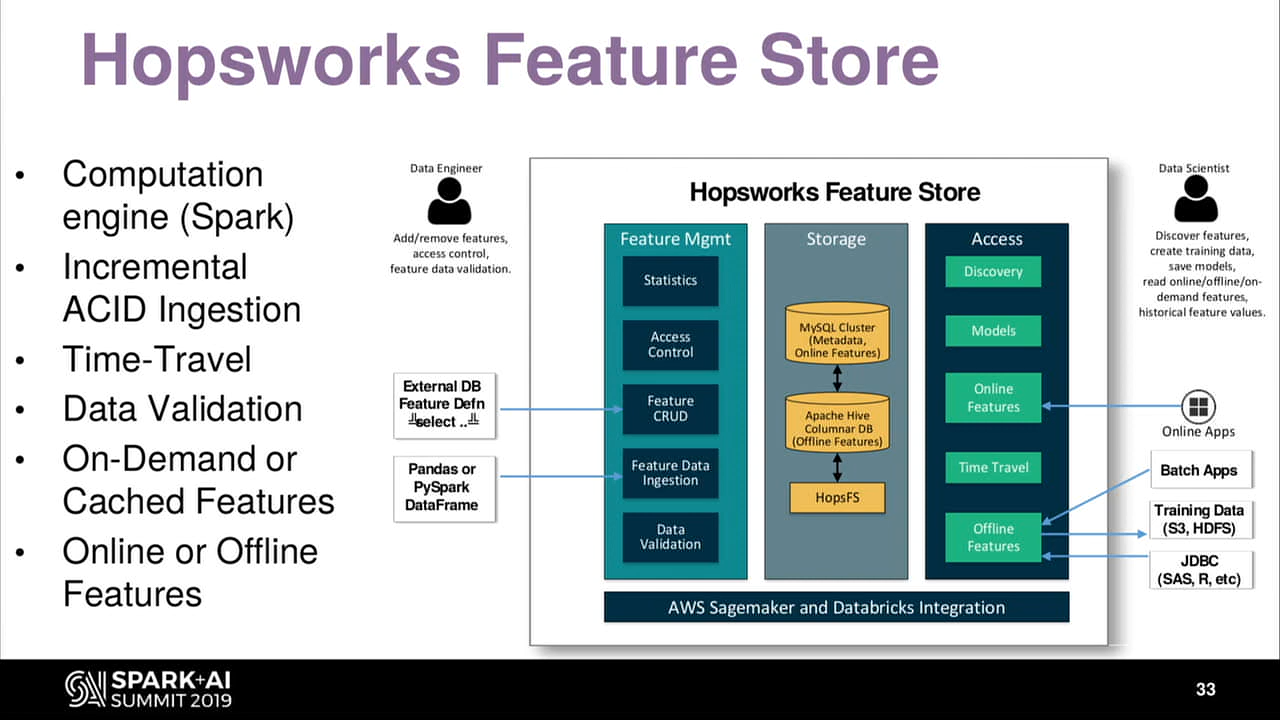 Hopsworks Feature Store
• Computation
engine (Spark)
• Incremental
ACID Ingestion
• Time-Travel
• Data Validation
• On-Demand or
Cached Features
• Online or Offline
Features
Data Engineer
Add/remove features,
access control,
feature data validation.
External DB
Feature Defn
╩select ..╩
Pandas or
PySpark
DataFrame
Hopsworks Feature Store
Feature Mgmt
Statistics
Access
Control
Feature
CRUD
Feature Data
Ingestion
Data
Validation
Storage
MySQL Cluster
(Metadata,
Online Features)
Apache Hive
Columnar DB
(Offline Features)
HopsFS
Access
Discovery
Models
Online
Features
Time Travel
Offline
Features
AWS Sagemaker and Databricks Integration
Data Scientist
Discover features,
create training data,
save models,
read online/offline/on-
demand features,
historical feature values.
Online Apps
Batch Apps
Training Data
(S3, HDFS)
JDBC
(SAS, R, etc)
SPARK+AI
SUMMIT 2019
33